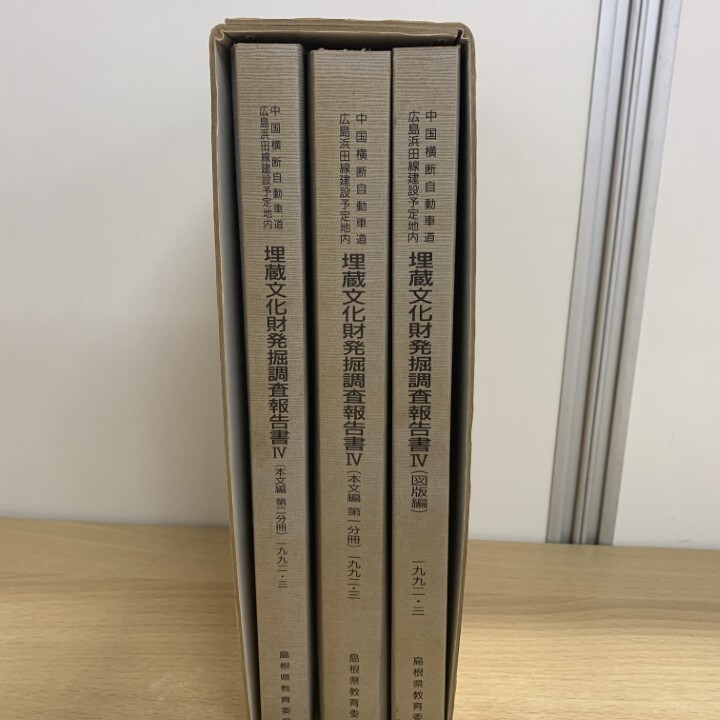 中国横断自動車道
広島浜田線建設予定地内
埋蔵文化財発掘調査報告書Ⅳ(図版編)
一九九二・三
島根県教育委
中国横断自動車道
広島浜田線建設予定地内
埋蔵文化財発掘調査報告書Ⅳ(本文編 第一分冊)
一九九二・三
島根県教育委
中国横断自動車道
広島浜田線建設予定地内
埋蔵文化財発掘調査報告書Ⅳ(本文編 第二分冊)
一九九二・三
島根県教育委